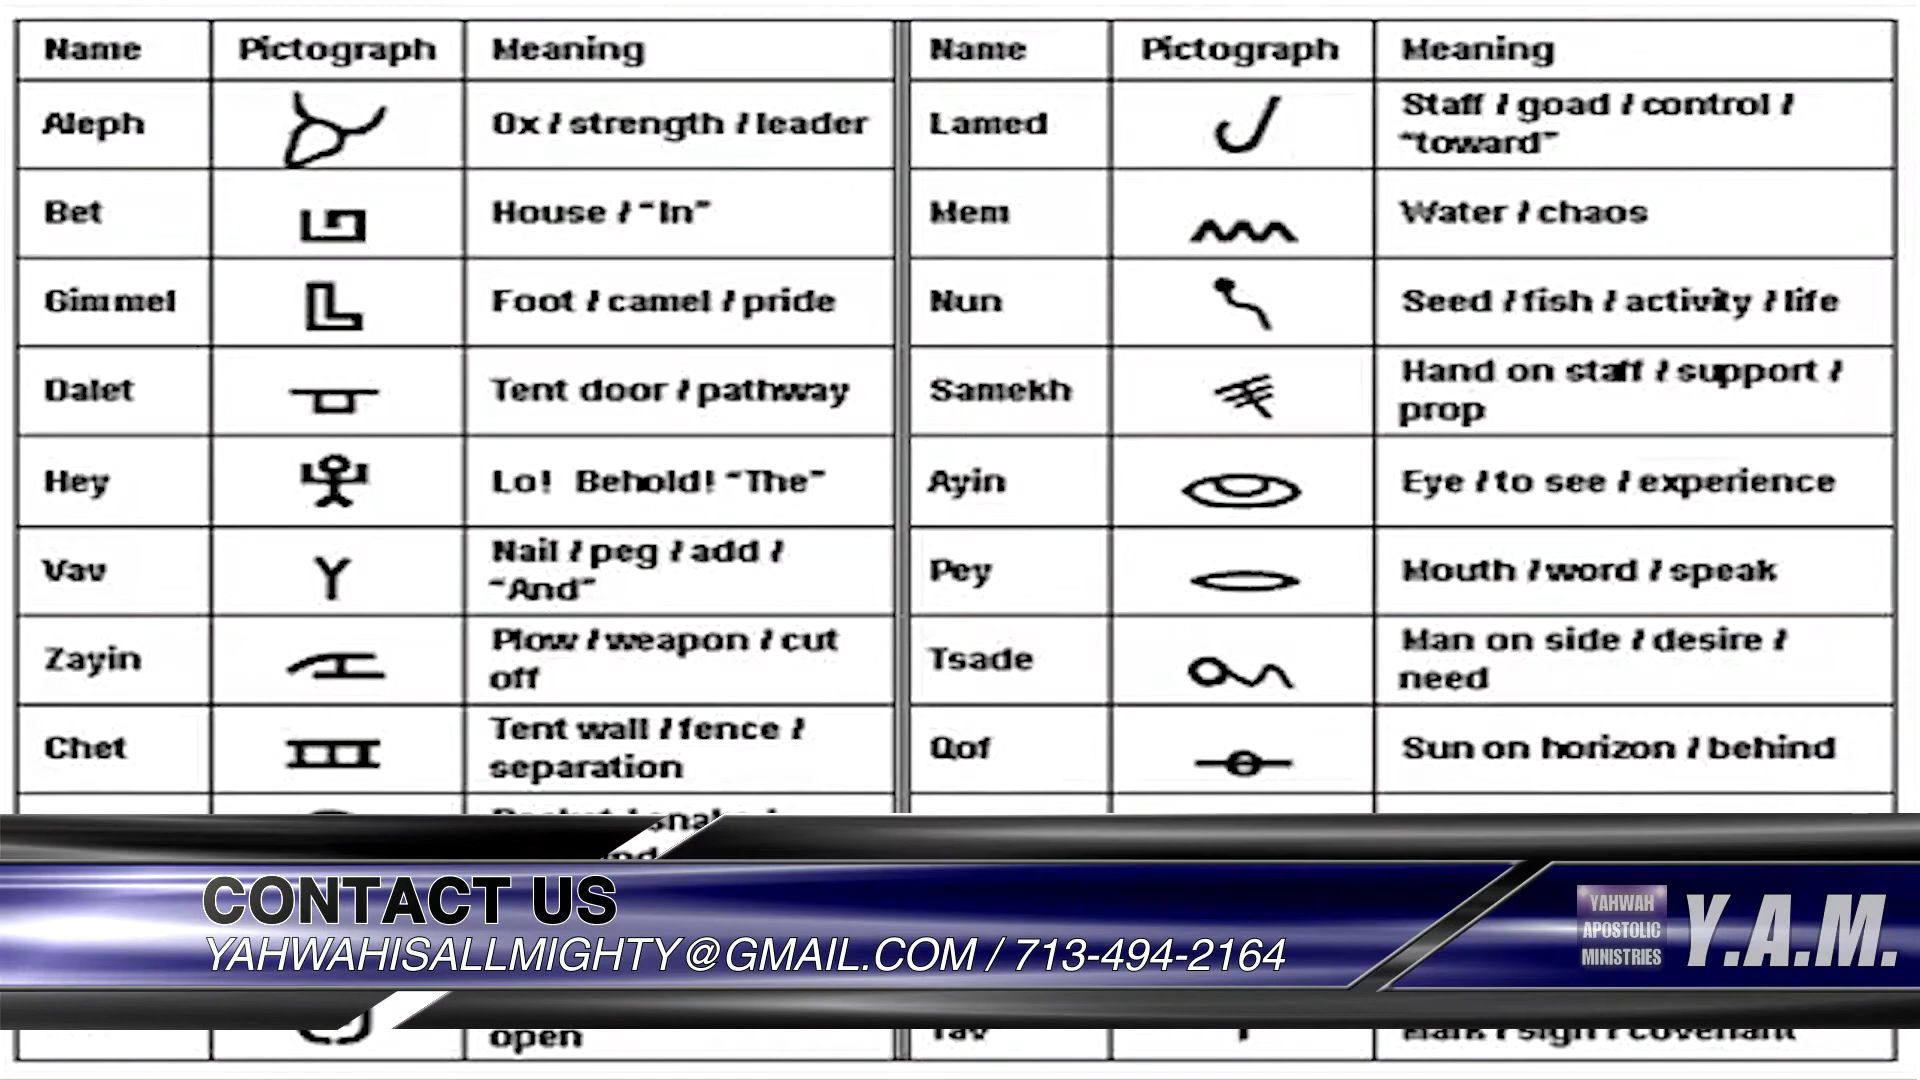 Name Pictograph Meaning Name Pictograph Meaning
Aleph Ox / strength / leader Lamed Staff / goad / control /
"toward"
Bet House / "In" Mem Water / chaos
Gimmel Foot / camel / pride Nun Seed / fish / activity / life
Dalet Tent door / pathway Samekh Hand on staff / support /
prop
Hey Lo! Behold! "The" Ayin Eye / to see / experience
Vav Nail / peg / add /
"And" Pey Mouth / word / speak
Zayin Plow / weapon / cut
off Tsade Man on side / desire /
need
Chet Tent wall / fence /
separation Qof Sun on horizon / behind
CONTACT US
YAHWAHISALLMIGHTY@GMAIL.COM / 713-494-2164
YAHWAH
APOSTOLIC
MINISTRIES
Y.A.M.
open Tav Mark / sign / covenant